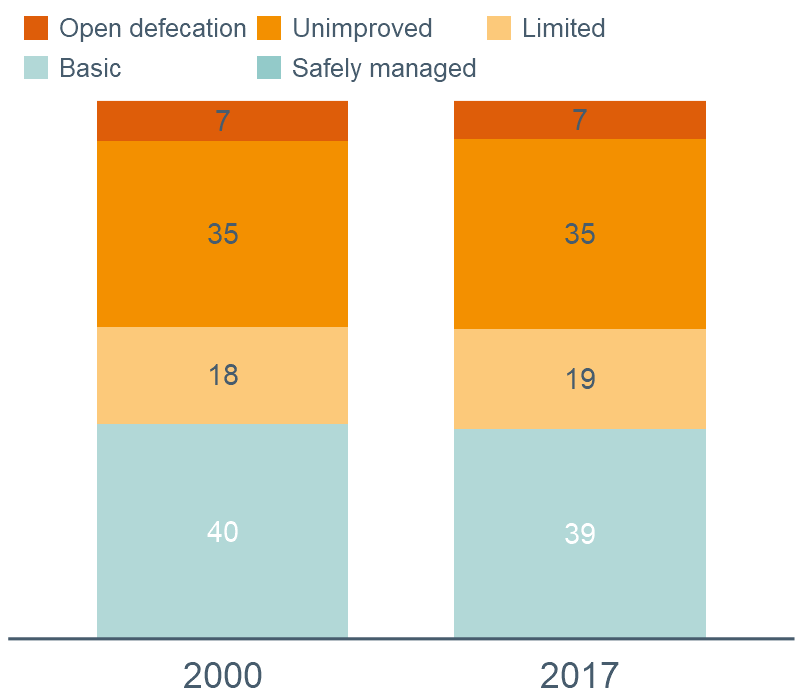 Open defecation Unimproved Limited
Basic Safely managed
7 7
35 35
18 19
40 39
2000 2017